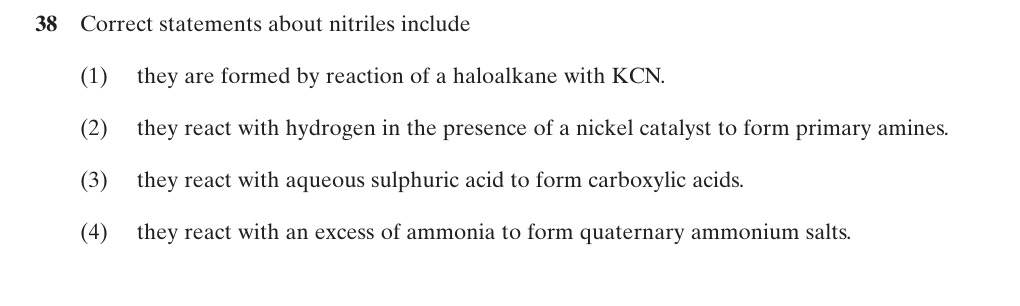 38 Correct statements about nitriles include
(1) they are formed by reaction of a haloalkane with KCN.
(2) they react with hydrogen in the presence of a nickel catalyst to form primary amines.
(3) they react with aqueous sulphuric acid to form carboxylic acids.
(4) they react with an excess of ammonia to form quaternary ammonium salts.